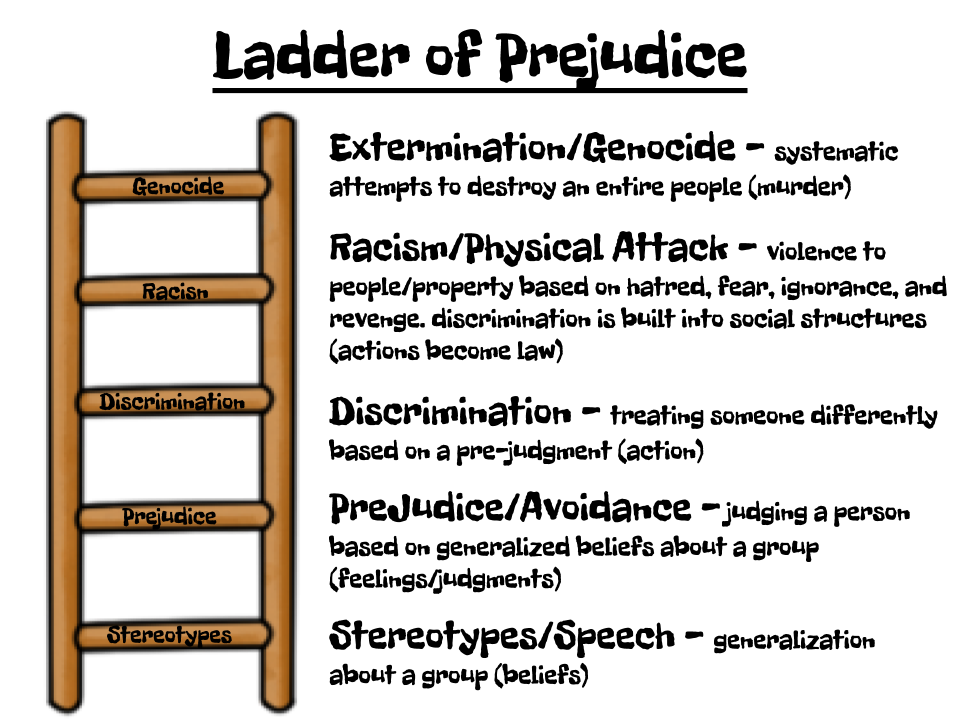 Ladder of Prejudice
Genocide
Racisn
Discrimination
Prejudice
Stereotypes
Extermination/Genocide – systematic
attempts to destroy an entire people (murder)
Racism/Physical Attack – violence to
people/property based on hatred, fear, ignorance, and
revenge. discrimination is built into social structures
(actions become law)
Discrimination – treating someone differently
based on a pre-judgment (action)
PreJudice/Avoidance –judging a person
based on generalized beliefs about a group
(feelings/judgments)
Stereotypes/Speech – generalization
about a group (beliefs)